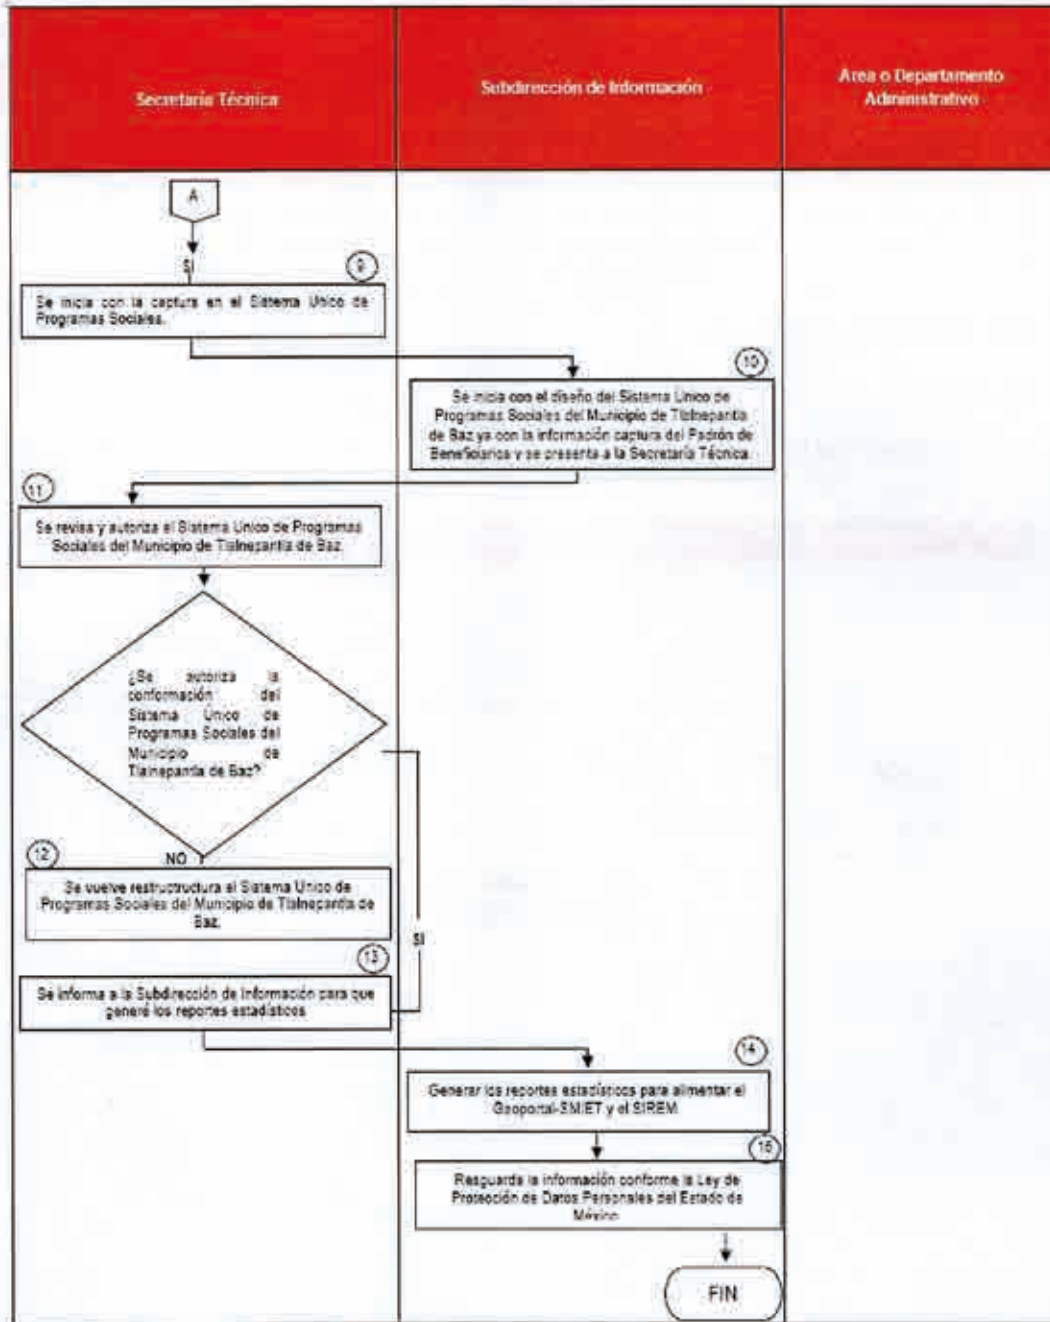 Secretaría Técnica
Subdirección de Información
Area o Departamento
Administrativo
A
SI
9
Se inicia con la captura en el Sistema Unico de
Programas Sociales.
10
Se inicia con el diseño del Sistema Único de
Programas Sociales del Municipio de Tlalnepantla
de Baz ya con la información captura del Padrón de
Beneficiarios y se presenta a la Secretaría Técnica.
11
Se revisa y autoriza el Sistema Unico de Programas
Sociales del Municipio de Tlalnepantla de Baz.
¿Se autoriza la
conformación del
Sistema Único de
Programas Sociales del
Municipio de
Tlalnepantla de Baz?
NO
12
Se vuelve restructuctura el Sistema Unico de
Programas Sociales del Municipio de Tlalnepantla de
Baz.
SI
13
Se informa a la Subdirección de Información para que
generé los reportes estadísticos
14
Generar los reportes estadísticos para alimentar el
Geoportal-SMIET y el SIREM
15
Resguarda la información conforme la Ley de
Protección de Datos Personales del Estado de
México
FIN